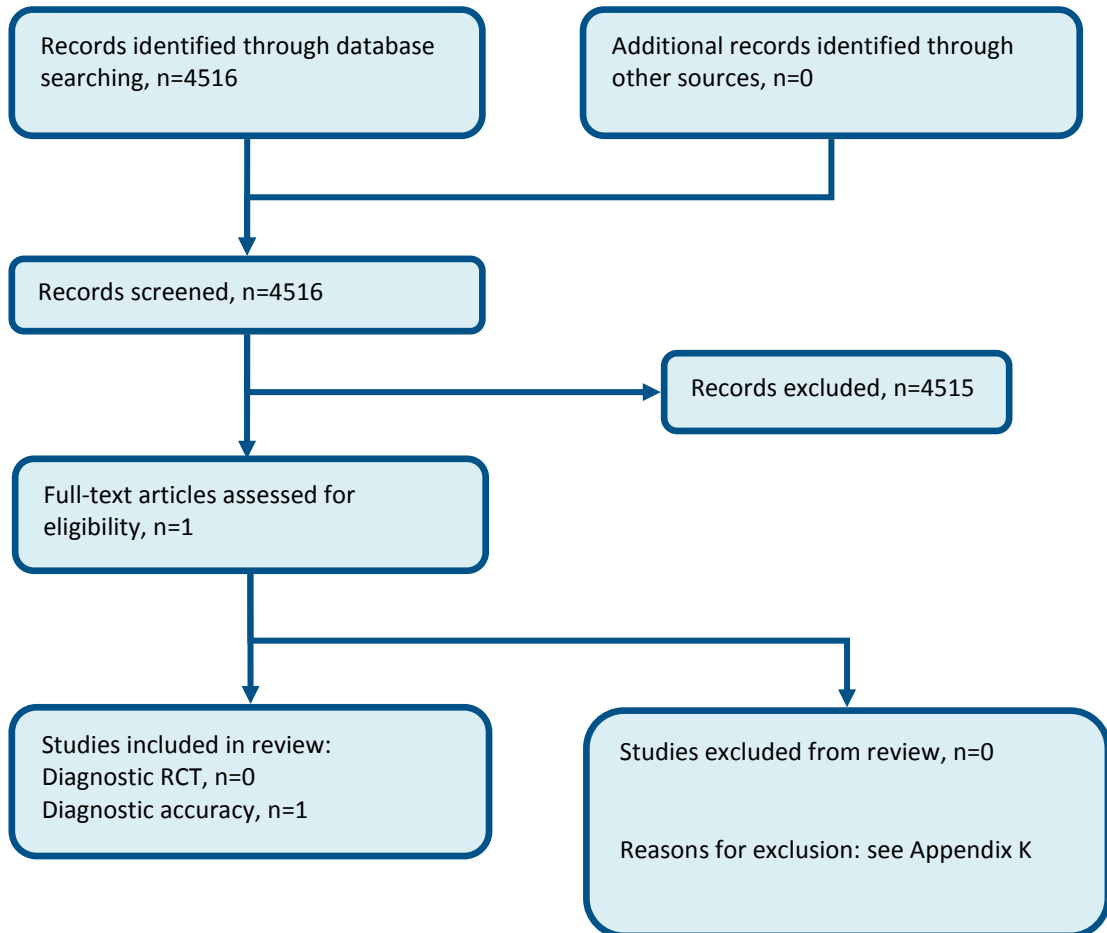 Records identified through database
searching, n=4516
Additional records identified through
other sources, n=0
Records screened, n=4516
Records excluded, n=4515
Full-text articles assessed for
eligibility, n=1
Studies included in review:
Diagnostic RCT, n=0
Diagnostic accuracy, n=1
Studies excluded from review, n=0
Reasons for exclusion: see Appendix K